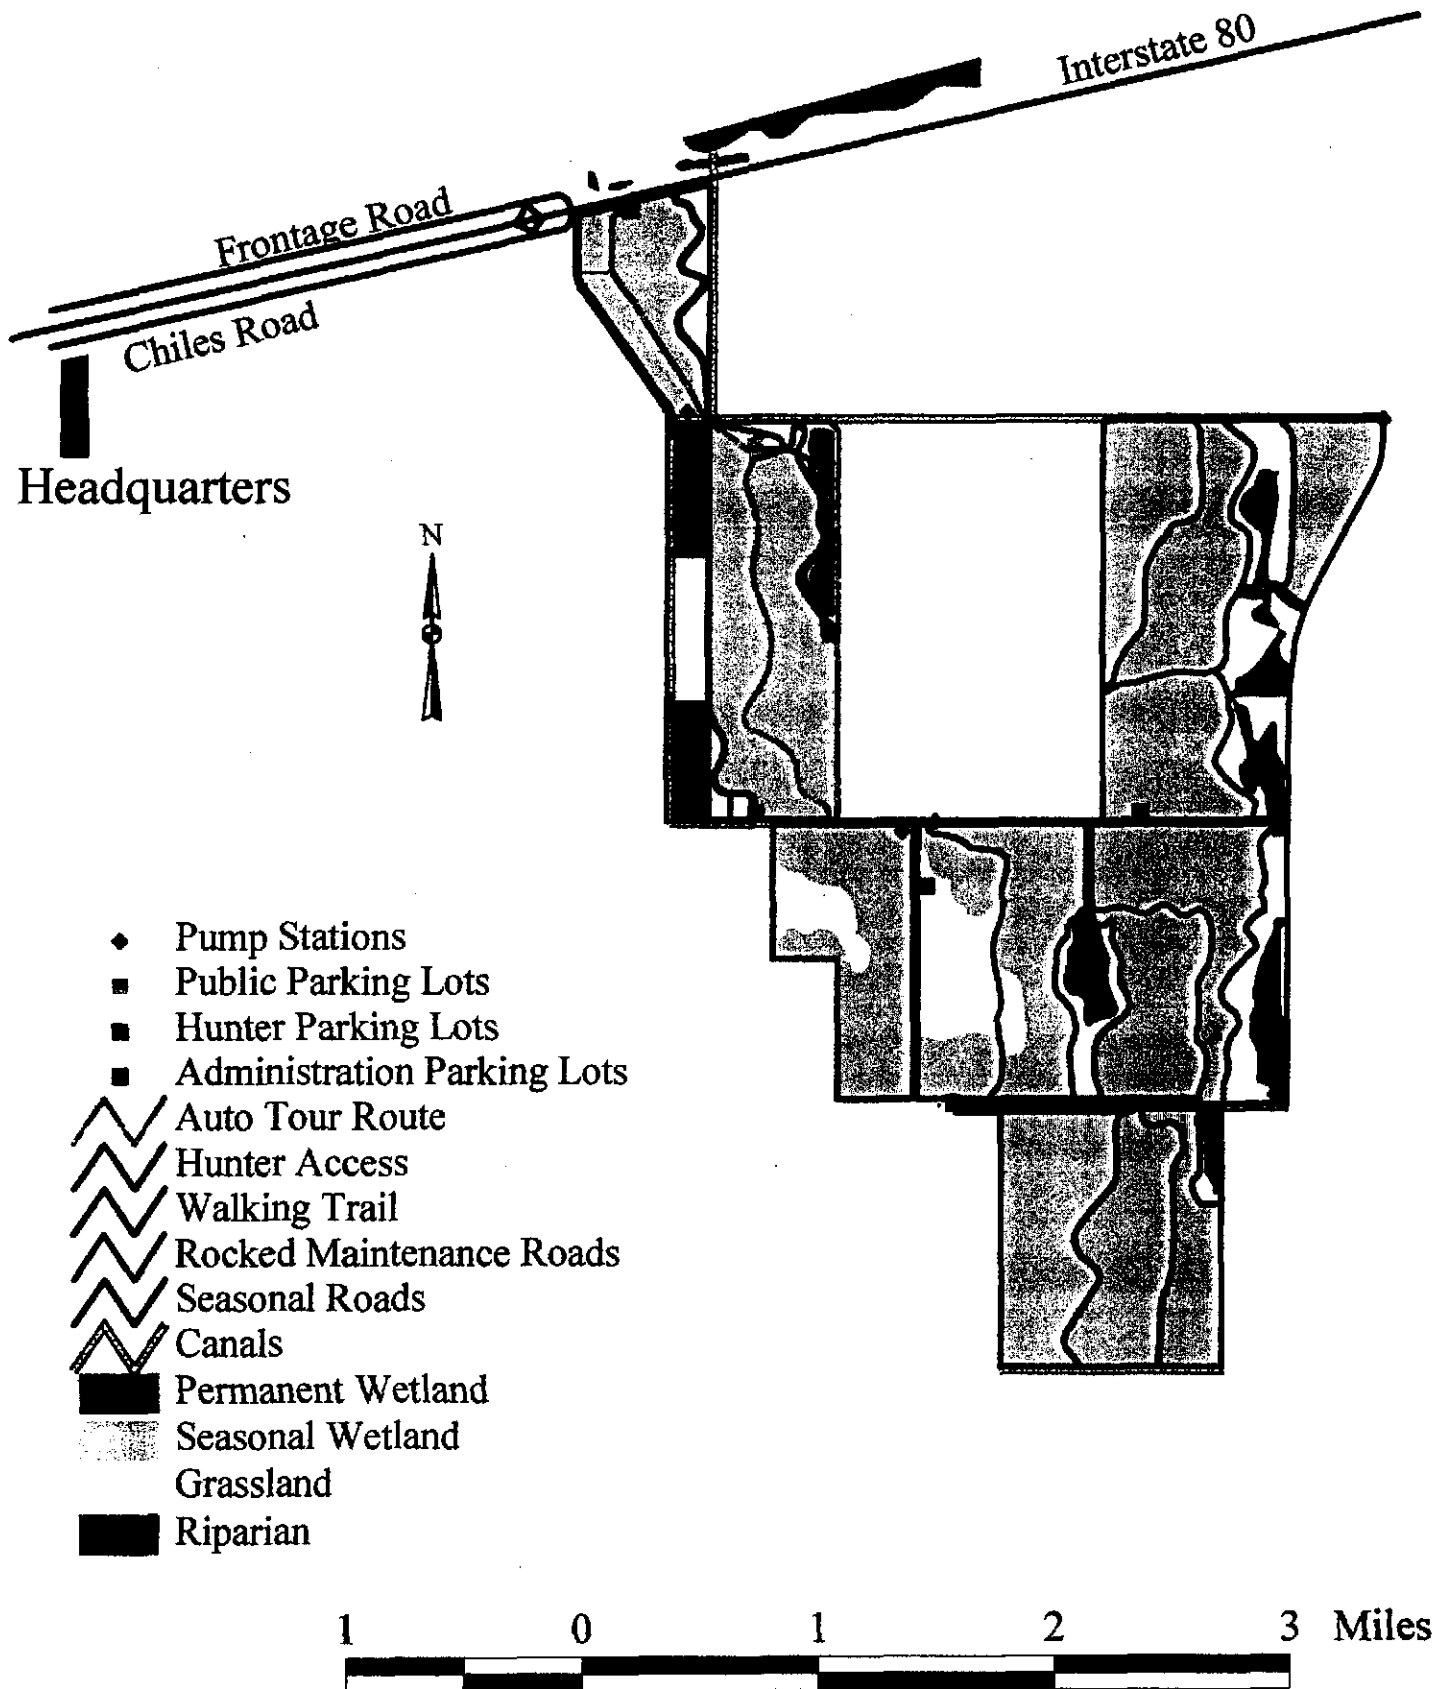 Interstate 80
Frontage Road
Chiles Road
Headquarters
N
Pump Stations
Public Parking Lots
Hunter Parking Lots
Administration Parking Lots
Auto Tour Route
Hunter Access
Walking Trail
Rocked Maintenance Roads
Seasonal Roads
Canals
Permanent Wetland
Seasonal Wetland
Grassland
Riparian
1 0 1 2 3 Miles